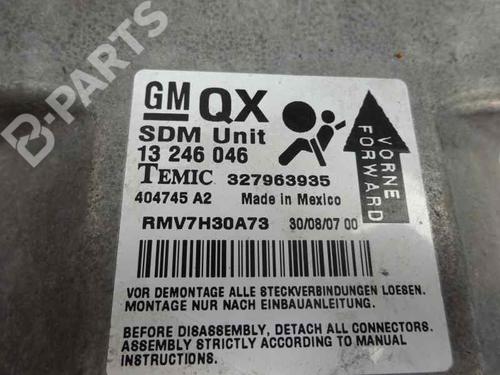 B-PARTS
GM QX
SDM Unit
13 246 046
TEMIC 327963935
404745 A2 Made in Mexico
RMV7H30A73 30/08/07 00
VORNE
FORWARD
VOR DEMONTAGE ALLE STECKVERBINDUNGEN LOESEN.
MONTAGE NUR NACH EINBAUANLEITUNG.
BEFORE DISASSEMBLY, DETACH ALL CONNECTORS.
ASSEMBLY STRICTLY ACCORDING TO MANUAL
INSTRUCTIONS.
B-PARTS